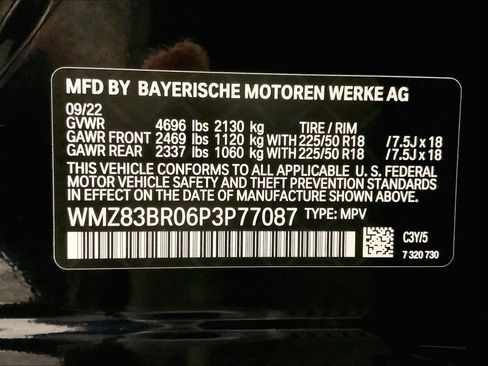 MFD BY BAYERISCHE MOTOREN WERKE AG
09/22
GVWR 4696 lbs 2130 kg TIRE / RIM
GAWR FRONT 2469 lbs 1120 kg WITH 225/50 R18 / 7.5J x 18
GAWR REAR 2337 lbs 1060 kg WITH 225/50 R18 / 7.5J x 18
THIS VEHICLE CONFORMS TO ALL APPLICABLE U. S. FEDERAL
MOTOR VEHICLE SAFETY AND THEFT PREVENTION STANDARDS
IN EFFECT ON THE DATE OF MANUFACTURE SHOWN ABOVE.
WMZ83BR06P3P77087 TYPE: MPV
C3Y/5
7 320 730